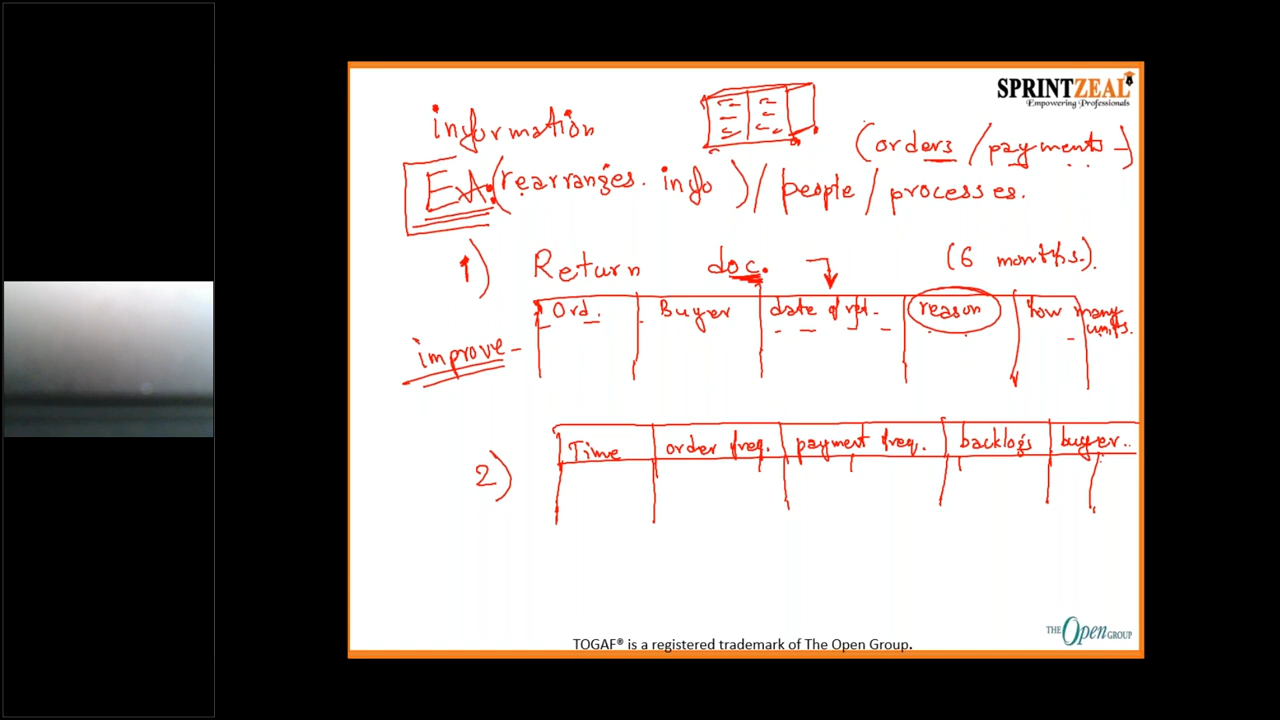 SPRINTZEAL
Empowering Professionals
information
(orders / payments -)
EA: (rearranges. info) / people / processes.
1) Return doc. (6 months).
Ord. Buyer date of ret. reason how many units.
improve -
Time order freq. payment freq. backlogs buyer..
2)
THE Open GROUP
TOGAF® is a registered trademark of The Open Group.